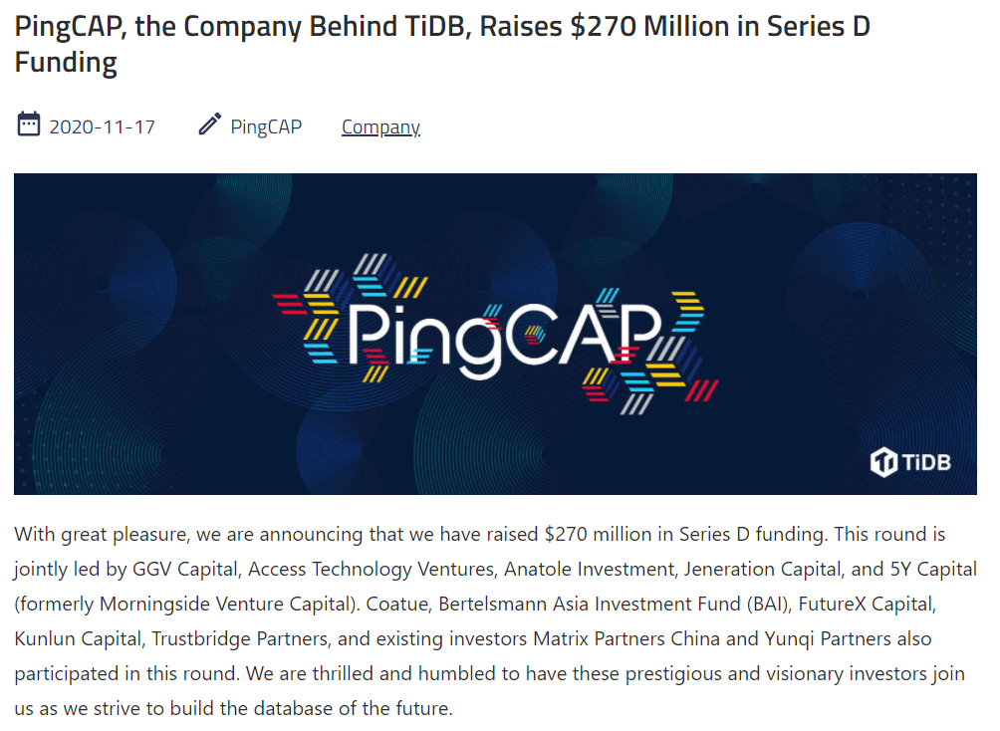 PingCAP, the Company Behind TiDB, Raises $270 Million in Series D
Funding
2020-11-17 PingCAP Company
PingCAP
TiDB
With great pleasure, we are announcing that we have raised $270 million in Series D funding. This round is
jointly led by GGV Capital, Access Technology Ventures, Anatole Investment, Jeneration Capital, and 5Y Capital
(formerly Morningside Venture Capital). Coatue, Bertelsmann Asia Investment Fund (BAI), FutureX Capital,
Kunlun Capital, Trustbridge Partners, and existing investors Matrix Partners China and Yunqi Partners also
participated in this round. We are thrilled and humbled to have these prestigious and visionary investors join
us as we strive to build the database of the future.